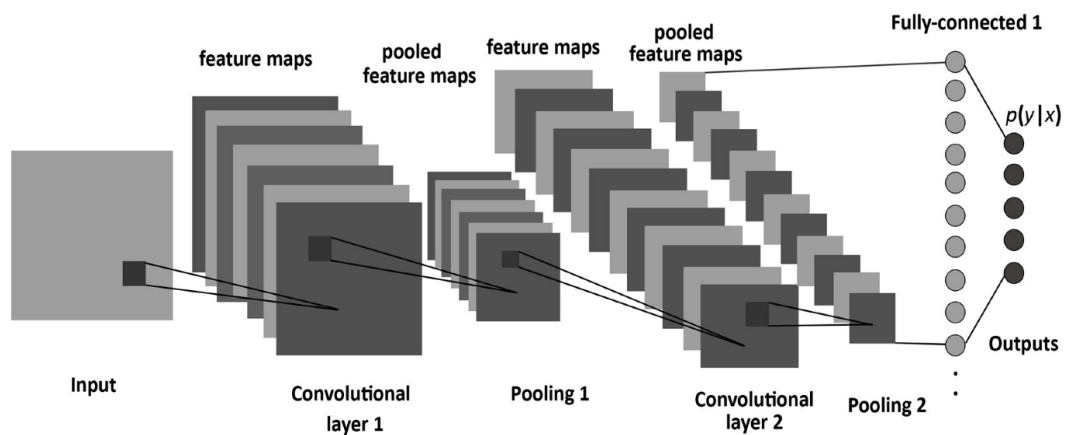 Fully-connected 1
feature maps
pooled
feature maps
feature maps
pooled
feature maps
p(y|x)
Input
Convolutional
layer 1
Pooling 1
Convolutional
layer 2
Pooling 2
Outputs